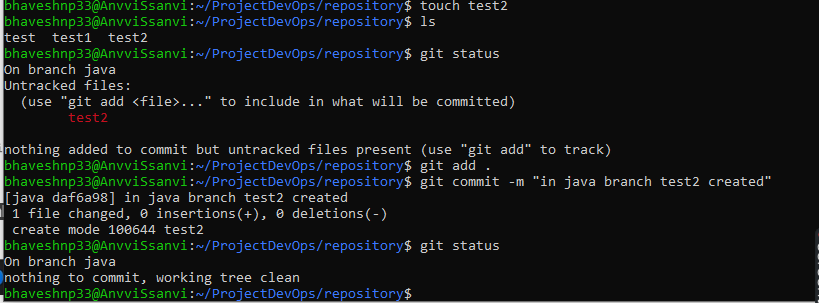 bhaveshnp33@AnvviSsanvi:~/ProjectDevOps/repository$ touch test2
bhaveshnp33@AnvviSsanvi:~/ProjectDevOps/repository$ ls
test  test1  test2
bhaveshnp33@AnvviSsanvi:~/ProjectDevOps/repository$ git status
On branch java
Untracked files:
  (use "git add <file>..." to include in what will be committed)
        test2

nothing added to commit but untracked files present (use "git add" to track)
bhaveshnp33@AnvviSsanvi:~/ProjectDevOps/repository$ git add .
bhaveshnp33@AnvviSsanvi:~/ProjectDevOps/repository$ git commit -m "in java branch test2 created"
[java daf6a98] in java branch test2 created
 1 file changed, 0 insertions(+), 0 deletions(-)
 create mode 100644 test2
bhaveshnp33@AnvviSsanvi:~/ProjectDevOps/repository$ git status
On branch java
nothing to commit, working tree clean
bhaveshnp33@AnvviSsanvi:~/ProjectDevOps/repository$